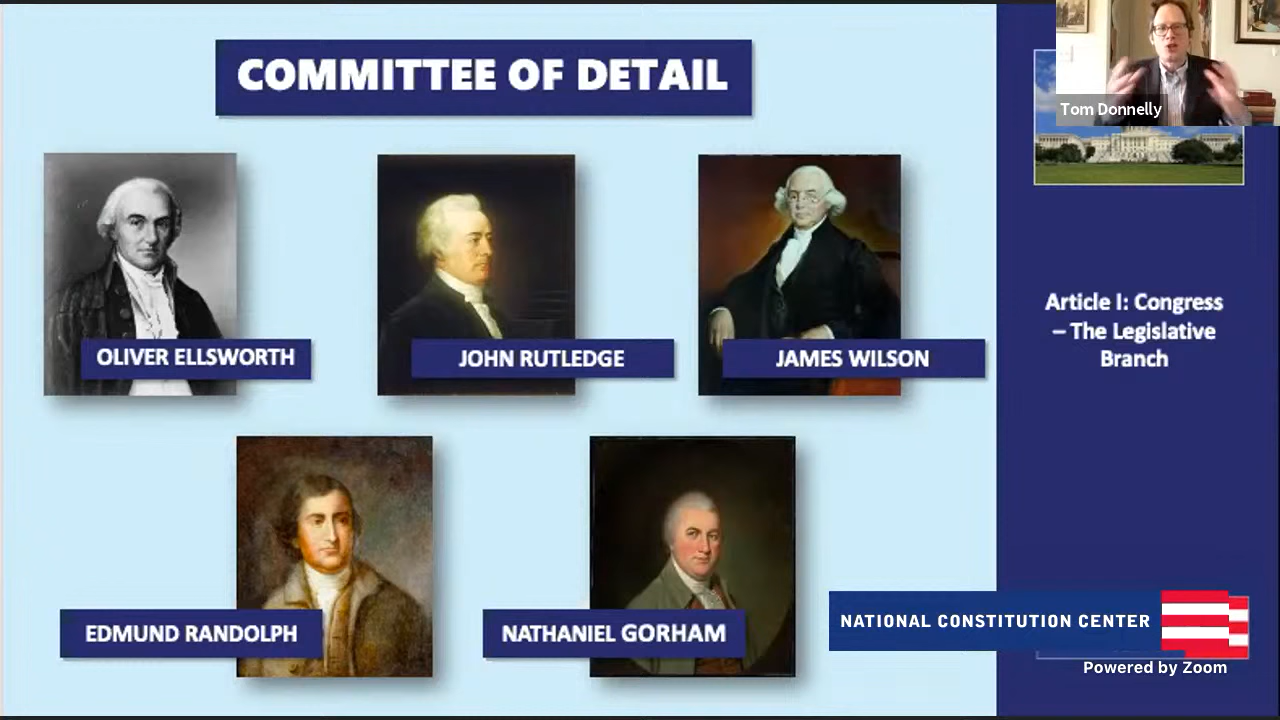 COMMITTEE OF DETAIL
Tom Donnelly
OLIVER ELLSWORTH
JOHN RUTLEDGE
JAMES WILSON
Article I: Congress
– The Legislative
Branch
EDMUND RANDOLPH
NATHANIEL GORHAM
NATIONAL CONSTITUTION CENTER
Powered by Zoom